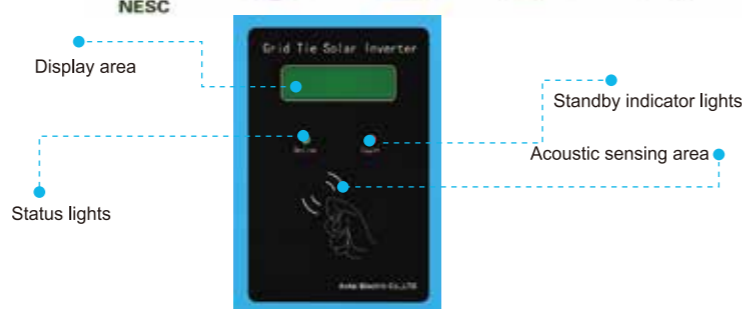 NESC
Grid Tie Solar Inverter
Display area
Standby indicator lights
Acoustic sensing area
Status lights